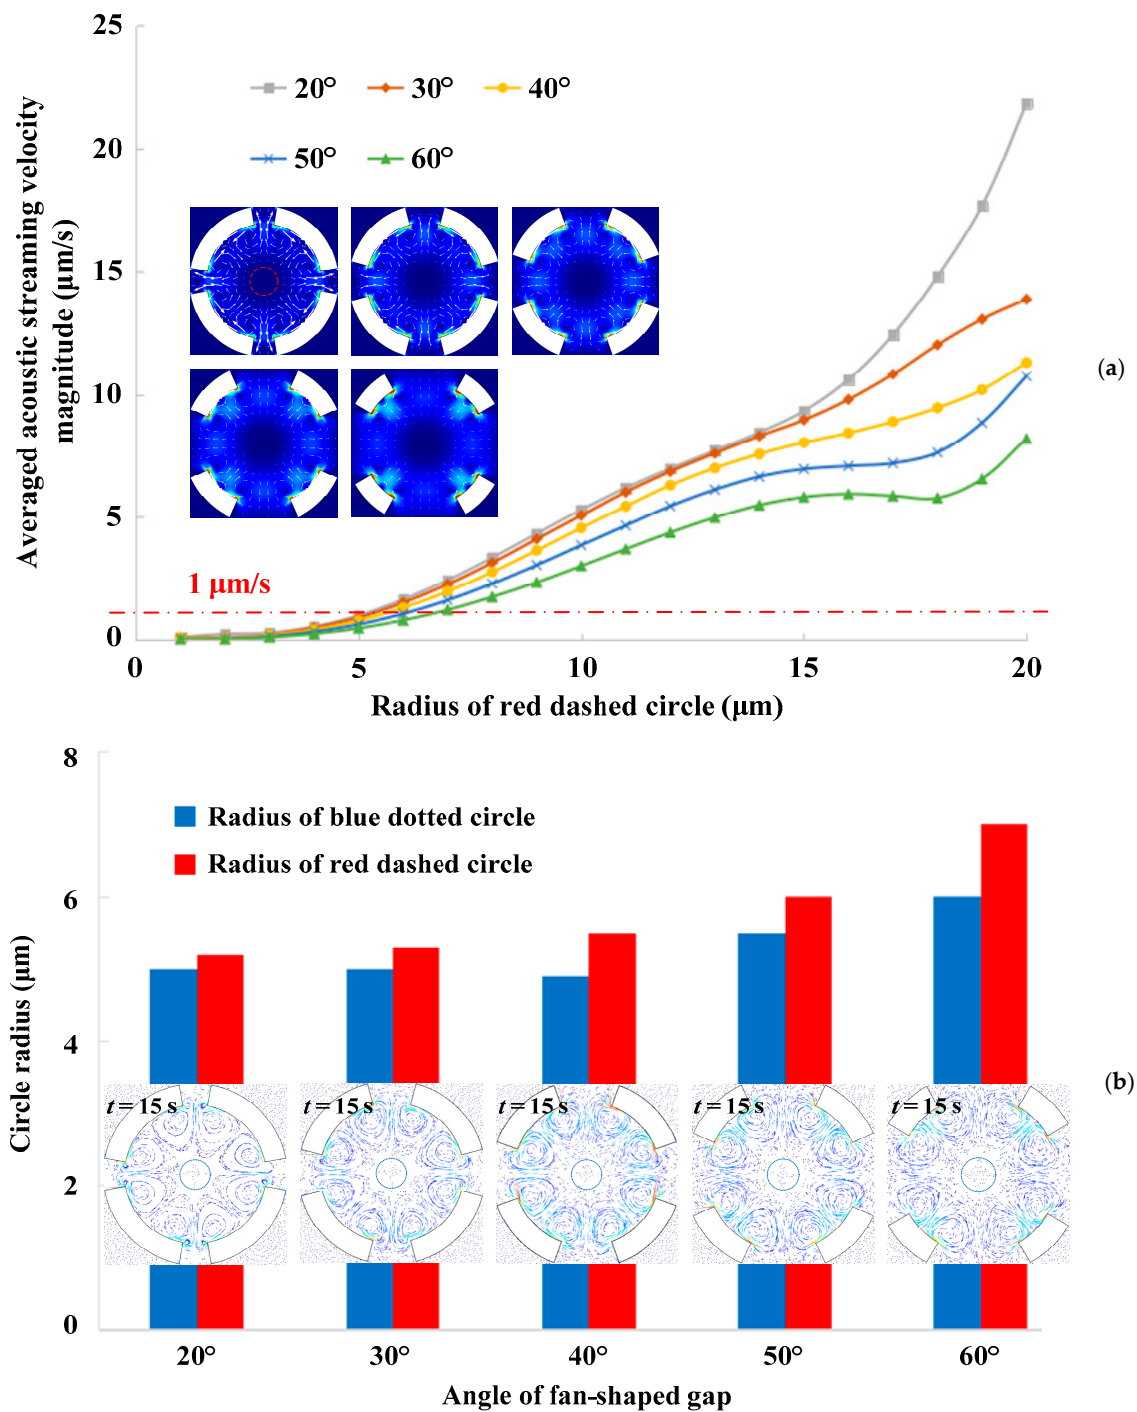 25
20
15
10
5
0
Averaged acoustic streaming velocity
magnitude (μm/s)
20° 30° 40°
50° 60°
1 μm/s
0 5 10 15 20
Radius of red dashed circle (μm)
(a)
8
6
4
2
0
Circle radius (μm)
Radius of blue dotted circle
Radius of red dashed circle
t = 15 s t = 15 s t = 15 s t = 15 s t = 15 s
20° 30° 40° 50° 60°
Angle of fan-shaped gap
(b)